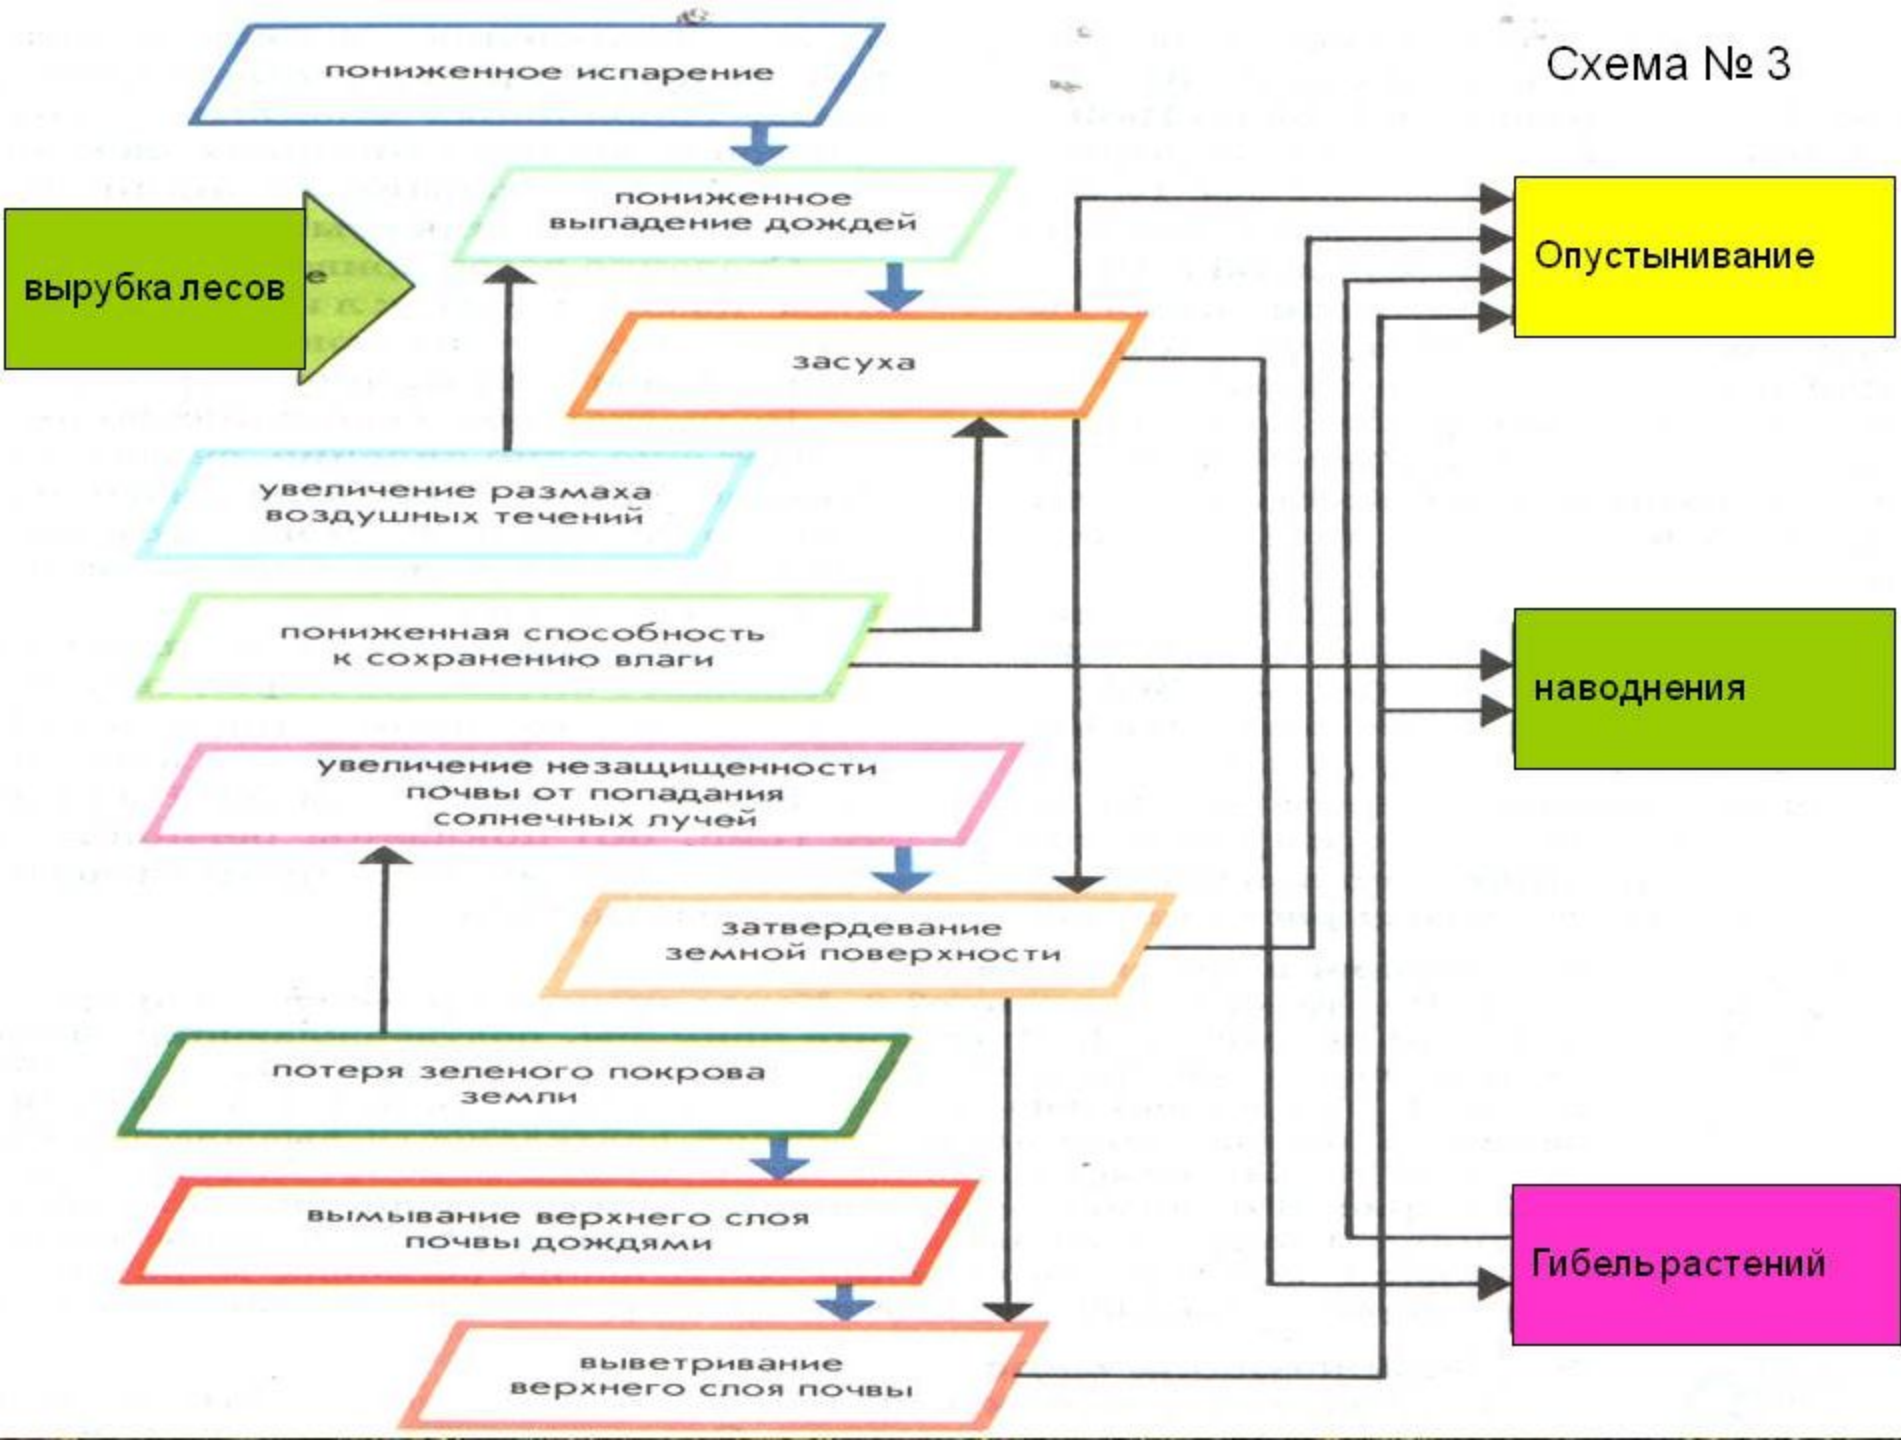 Схема № 3
пониженное испарение
пониженное
выпадение дождей
вырубка лесов
е
Опустынивание
засуха
увеличение размаха
воздушных течений
пониженная способность
к сохранению влаги
наводнения
увеличение незащищенности
почвы от попадания
солнечных лучей
затвердевание
земной поверхности
потеря зеленого покрова
земли
вымывание верхнего слоя
почвы дождями
Гибель растений
выветривание
верхнего слоя почвы